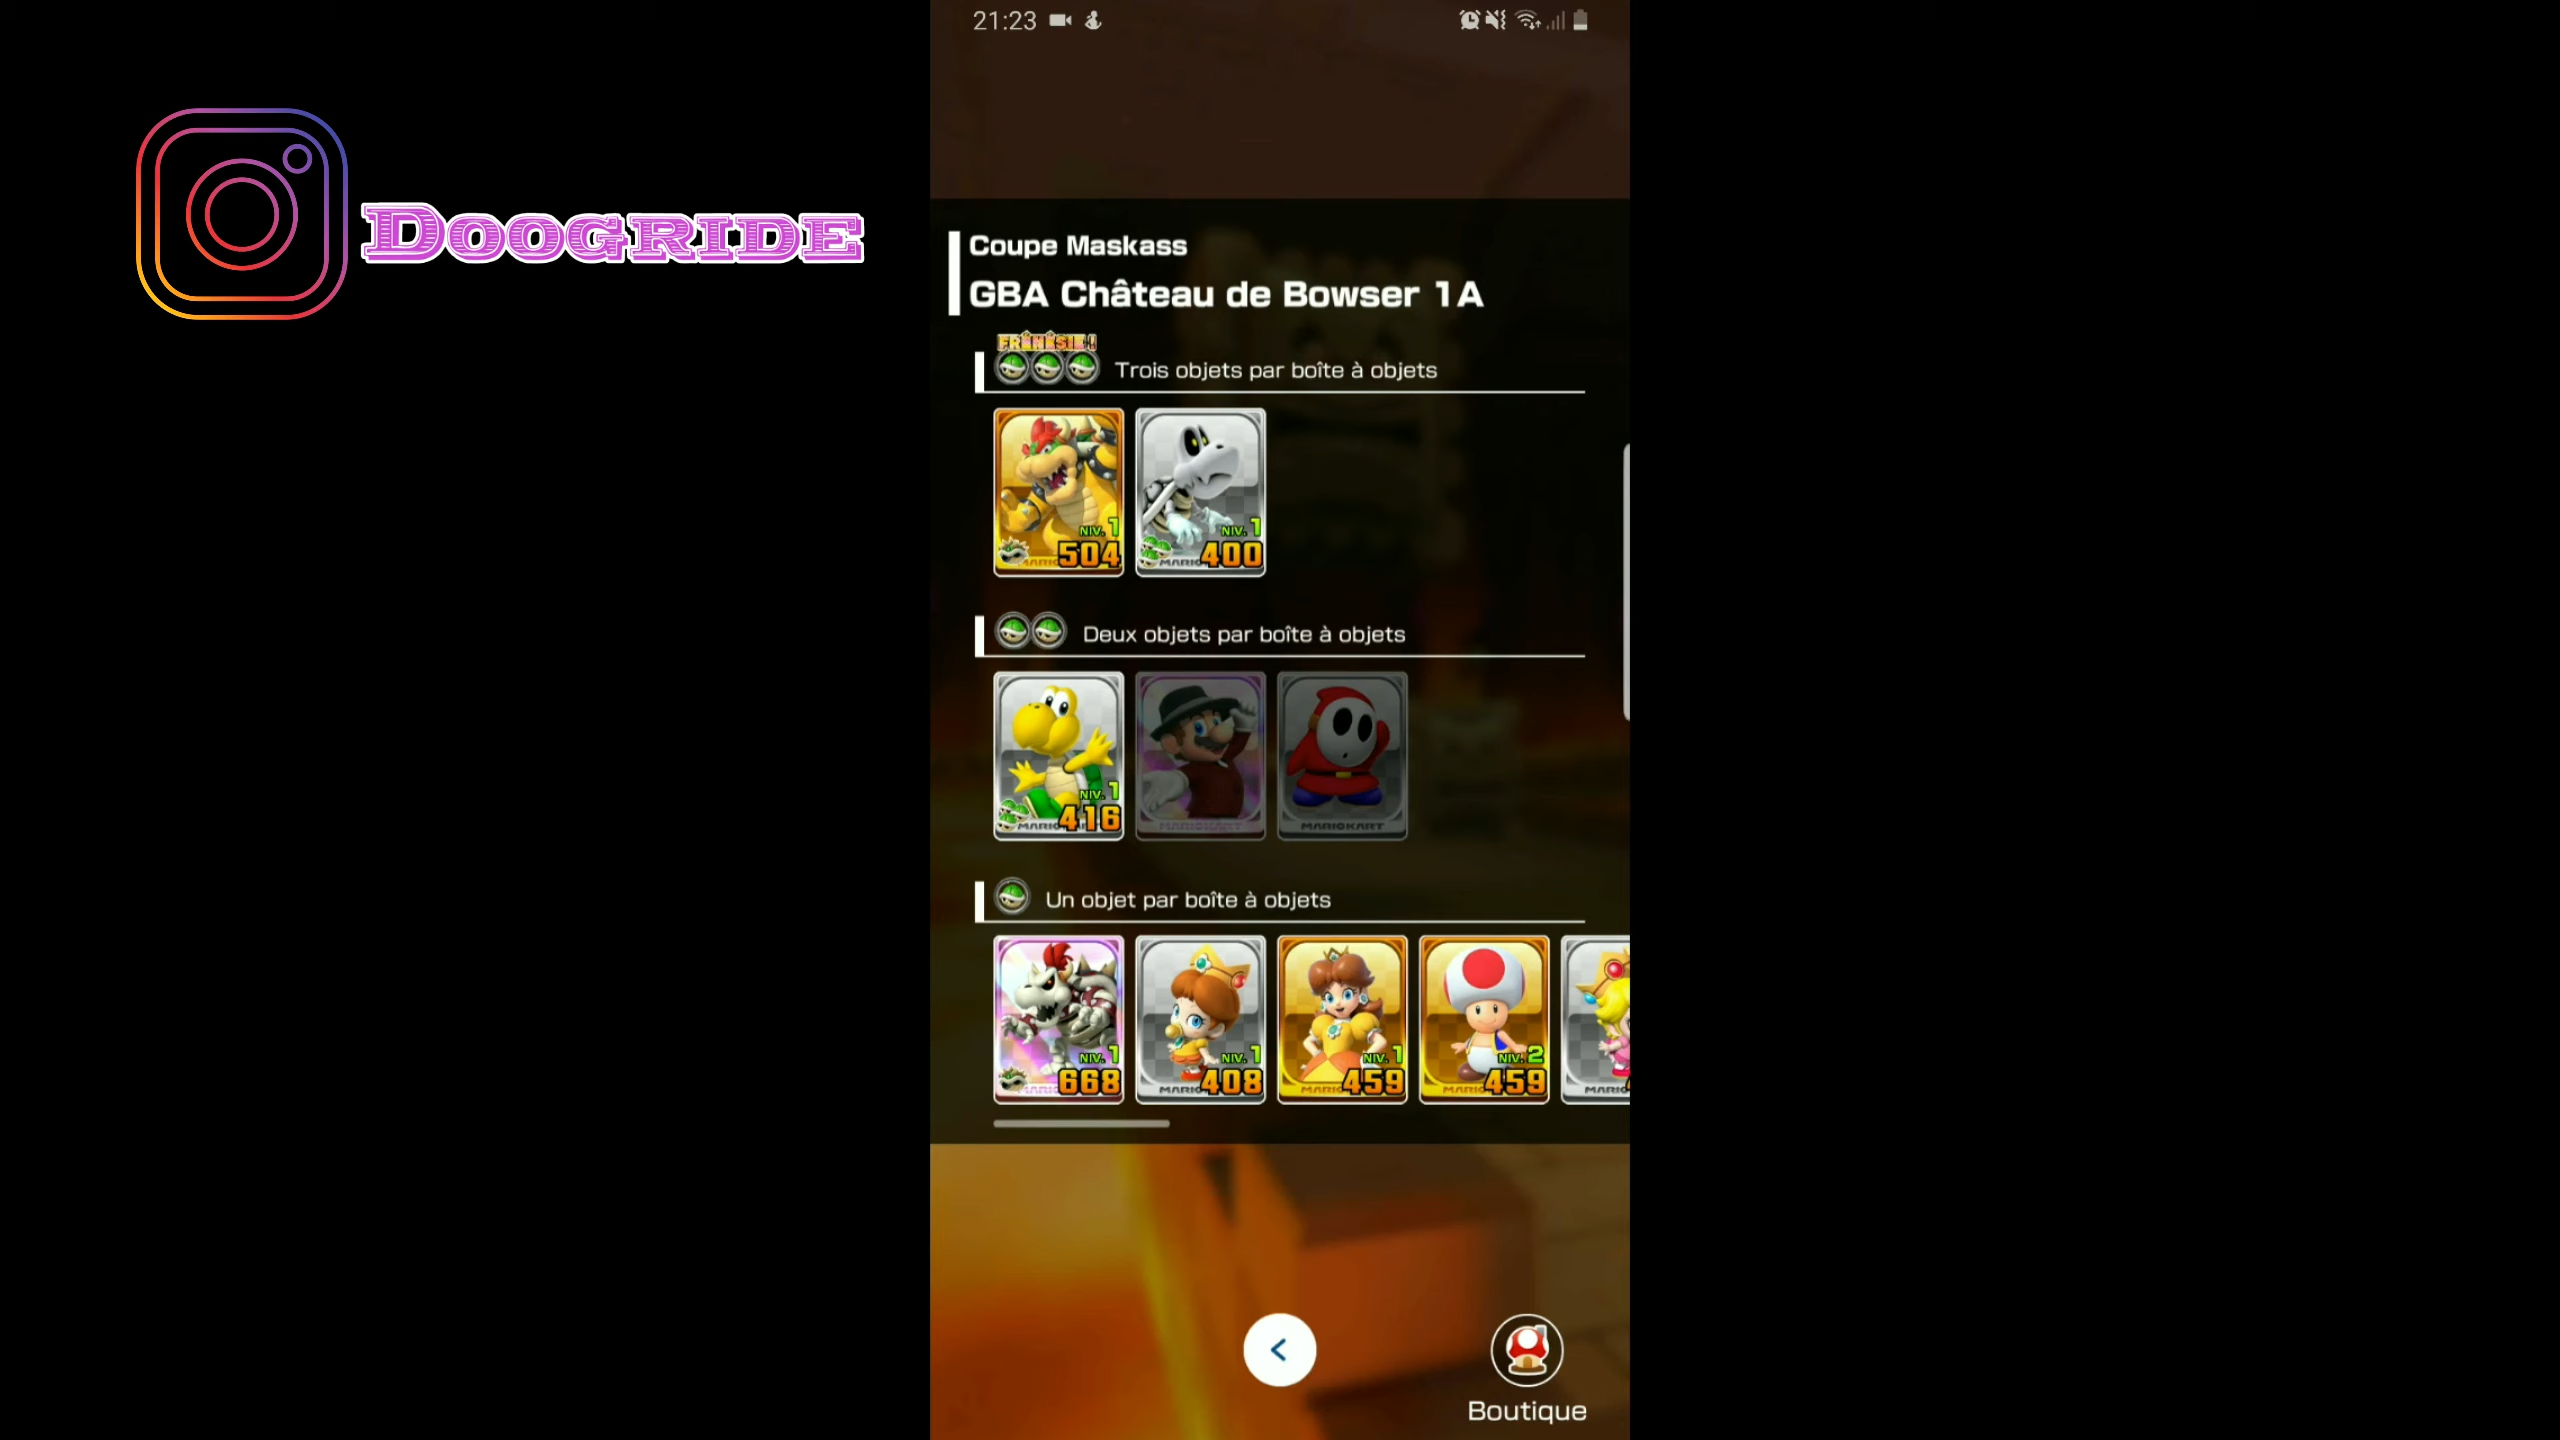 21:23
DOOGRIDE
Coupe Maskass
GBA Château de Bowser 1A
FRÉNÉSIE!
Trois objets par boîte à objets
NIV. 1
504
NIV. 1
400
Deux objets par boîte à objets
NIV. 1
416
MARIOKART
MARIOKART
Un objet par boîte à objets
NIV. 1
668
NIV. 1
408
NIV. 1
459
NIV. 2
459
Boutique